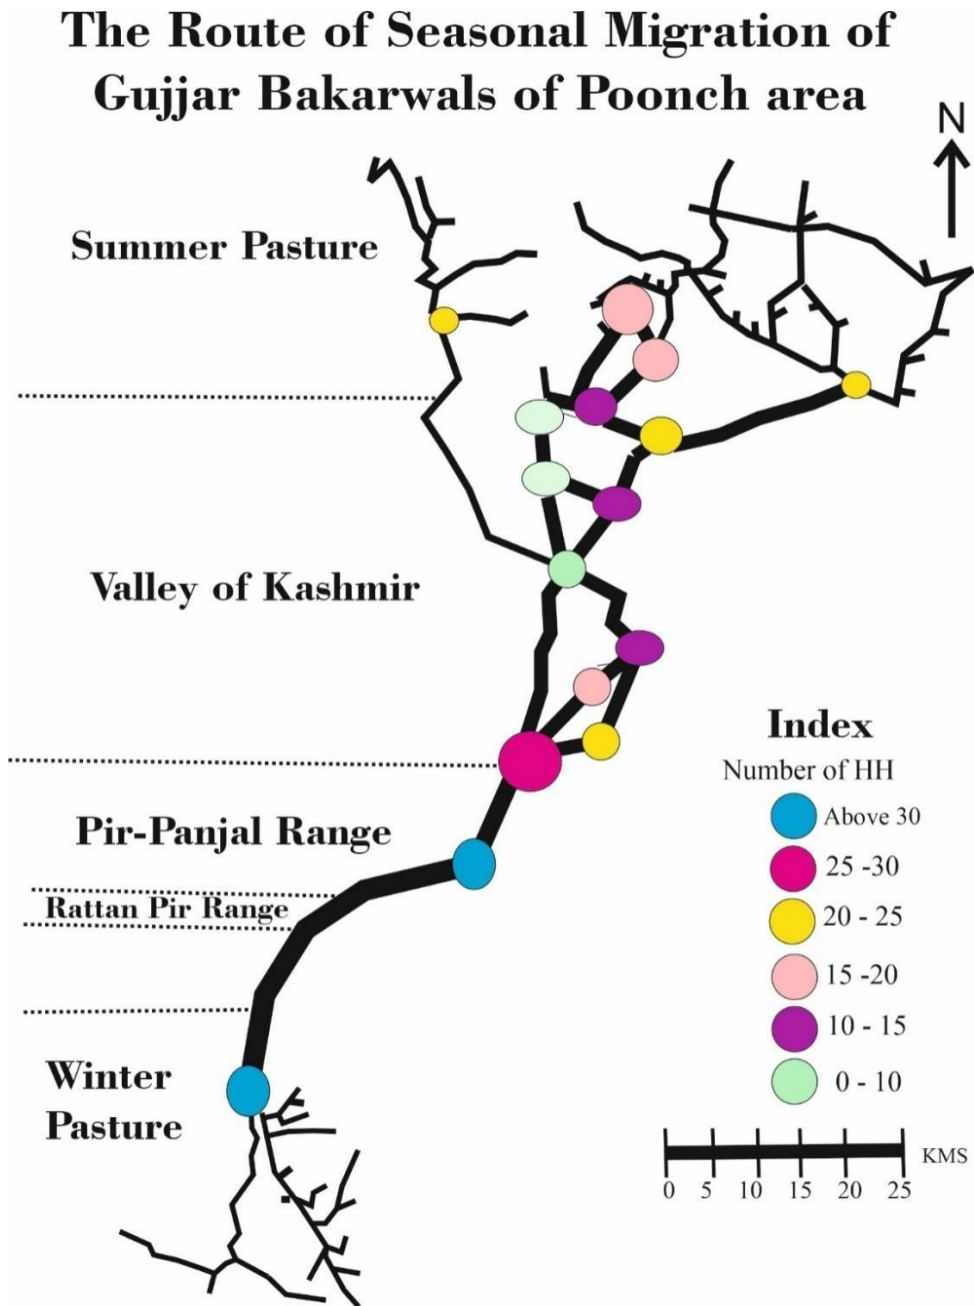 The Route of Seasonal Migration of
Gujjar Bakarwals of Poonch area
N
Summer Pasture
Valley of Kashmir
Pir-Panjal Range
Rattan Pir Range
Winter
Pasture
Index
Number of HH
Above 30
25 -30
20 - 25
15 -20
10 - 15
0 - 10
KMS
0 5 10 15 20 25